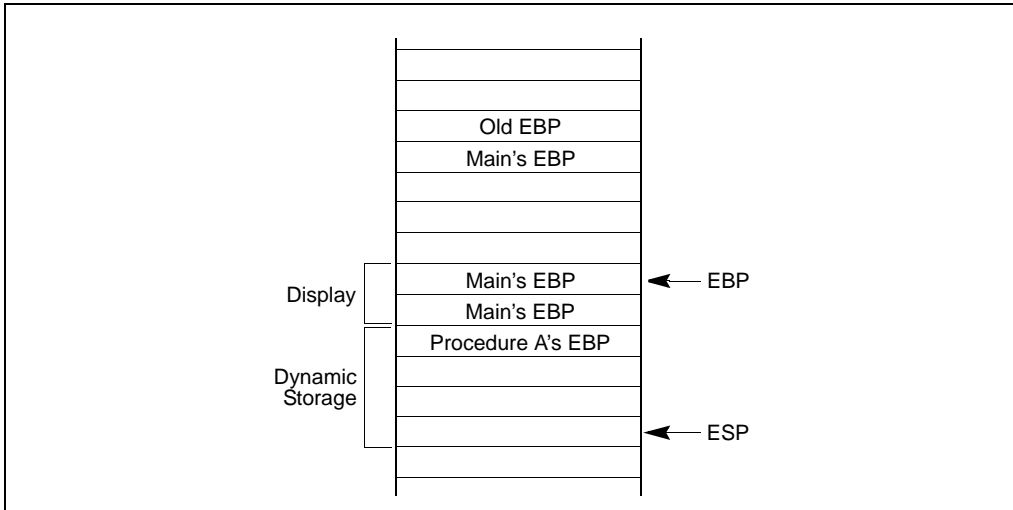 Old EBP
Main's EBP
Display
Main's EBP
EBP
Main's EBP
Procedure A's EBP
Dynamic
Storage
ESP